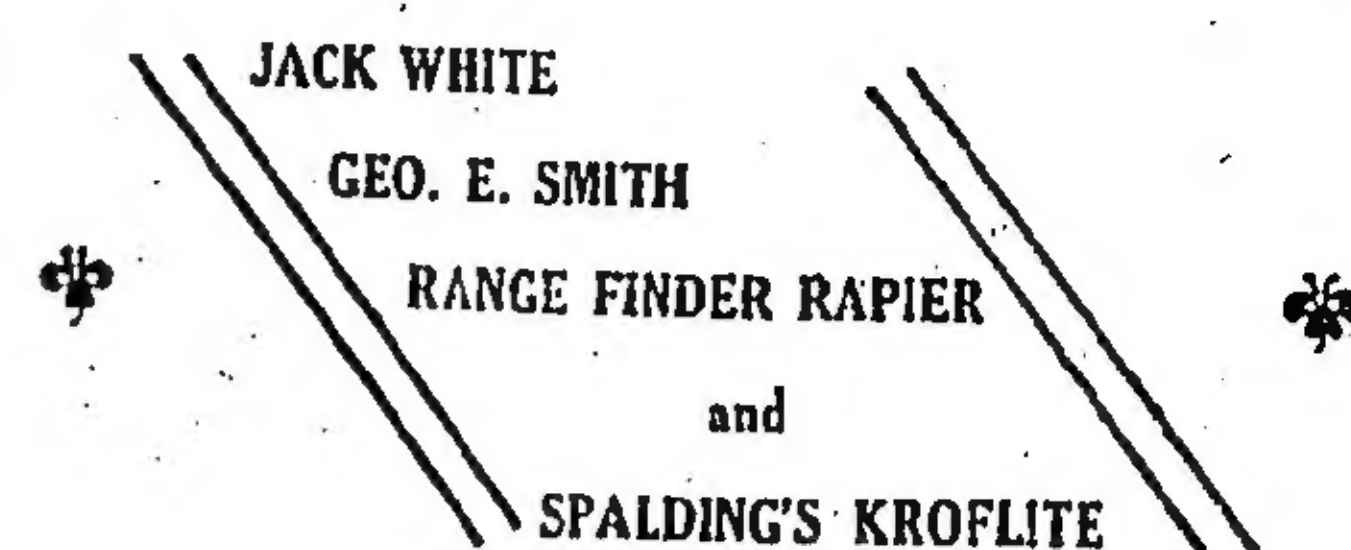 JACK WHITE
GEO. E. SMITH
RANGE FINDER RAPIER
and
SPALDING'S KROFLITE